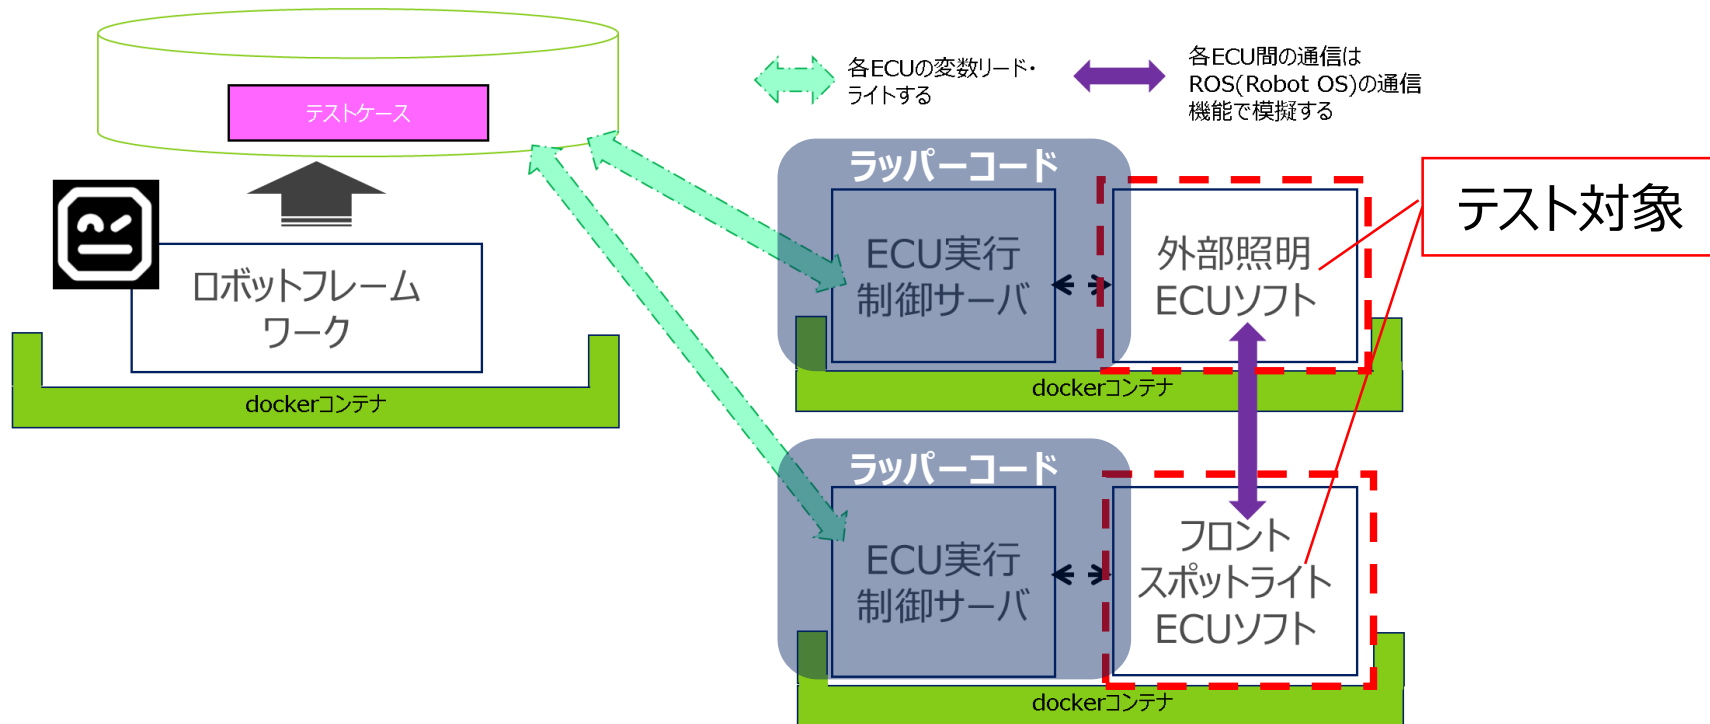 テストケース
各ECUの変数リード・
ライトする
各ECU間の通信は
ROS(Robot OS)の通信
機能で模擬する
ロボットフレーム
ワーク
dockerコンテナ
ラッパーコード
ECU実行
制御サーバ
外部照明
ECUソフト
テスト対象
dockerコンテナ
ラッパーコード
ECU実行
制御サーバ
フロント
スポットライト
ECUソフト
dockerコンテナ